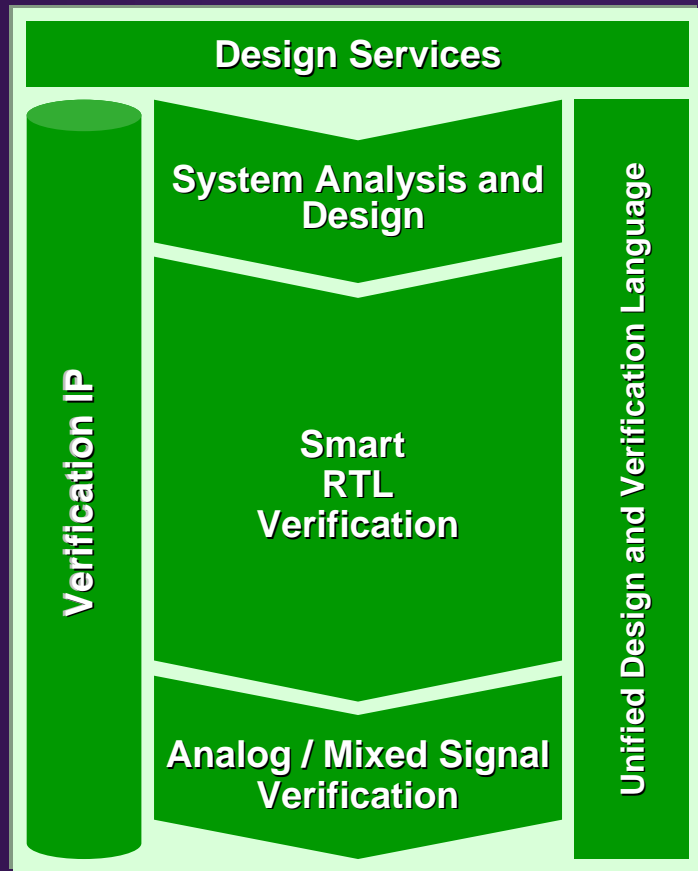 Design Services
System Analysis and
Design
Verification IP
Smart
RTL
Verification
Unified Design and Verification Language
Analog / Mixed Signal
Verification